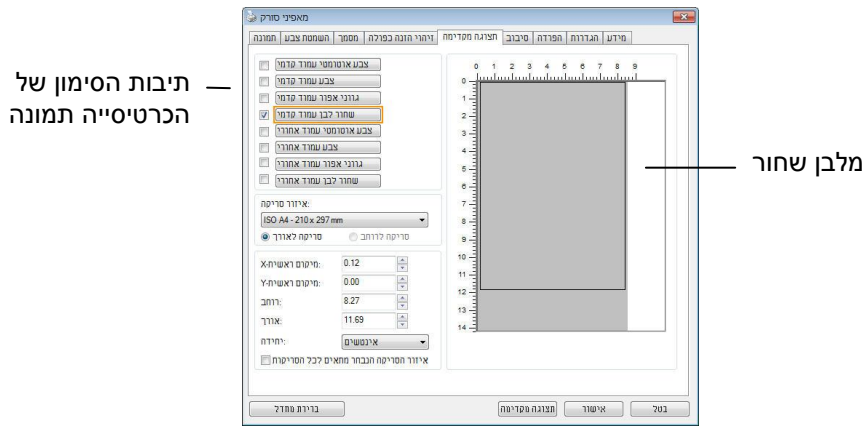 מאפיני סורק
תמונה
השמטת צבע
מסמך
זיהוי הזנה כפולה
תצוגה מקדימה
סיבוב
הפרדה
הגדרות
מידע
צבע אוטומטי עמוד קדמי
צבע עמוד קדמי
גרווני אפור עמוד קדמי
שחור לבן עמוד קדמי
צבע אוטומטי עמוד אחורי
צבע עמוד אחורי
גרווני אפור עמוד אחורי
שחור לבן עמוד אחורי
תיבות הסימון של
הכרטיסייה תמונה
מלבן שחור
איזור סריקה:
ISO A4 - 210 x 297 mm
סריקה לאורך
סריקה לרוחב
מיקום ראשית-X:
0.12
מיקום ראשית-Y:
0.00
רוחב:
8.27
אורך:
11.69
יחידה:
אינטשים
איזור הסריקה הנבחר מתאים לכל הסריקות
0 1 2 3 4 5 6 7 8 9
0
1
2
3
4
5
6
7
8
9
10
11
12
13
14
ברירת מחדל
תצוגה מקדימה
אישור
בטל